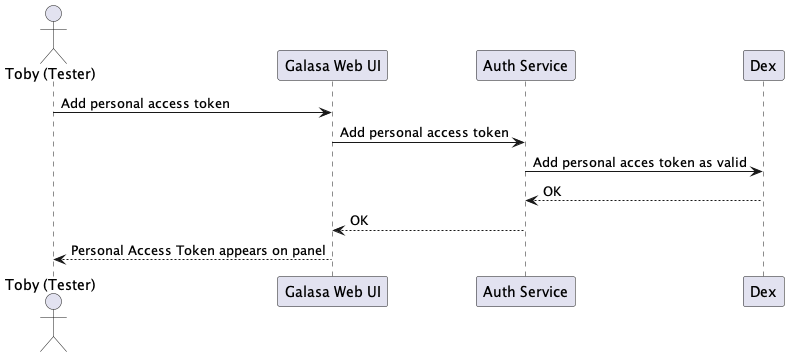 Toby (Tester)
Galasa Web UI
Auth Service
Dex
Add personal access token
Add personal access token
Add personal acces token as valid
OK
OK
Personal Access Token appears on panel
Toby (Tester)
Galasa Web UI
Auth Service
Dex